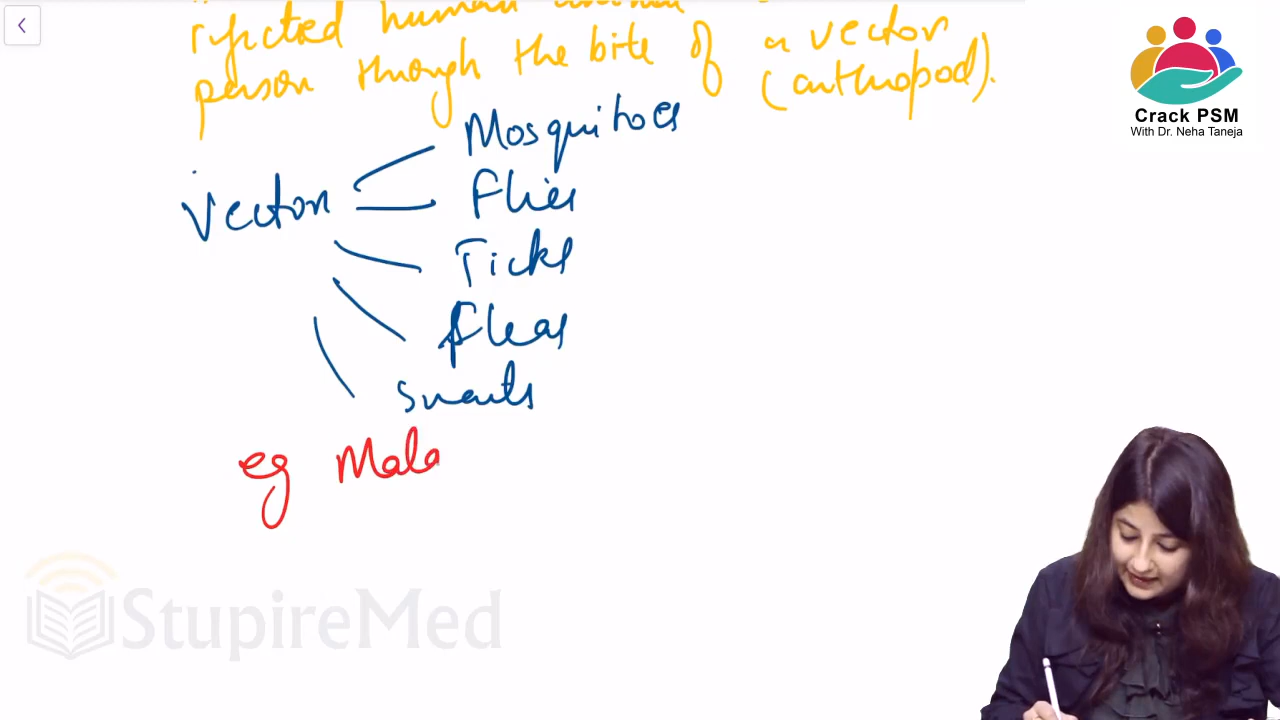 infected human
person through the bite of a vector
(arthropod).
Vector
Mosquitoes
Flies
Ticks
Fleas
eg Mala
Crack PSM
With Dr. Neha Taneja
StupireMed